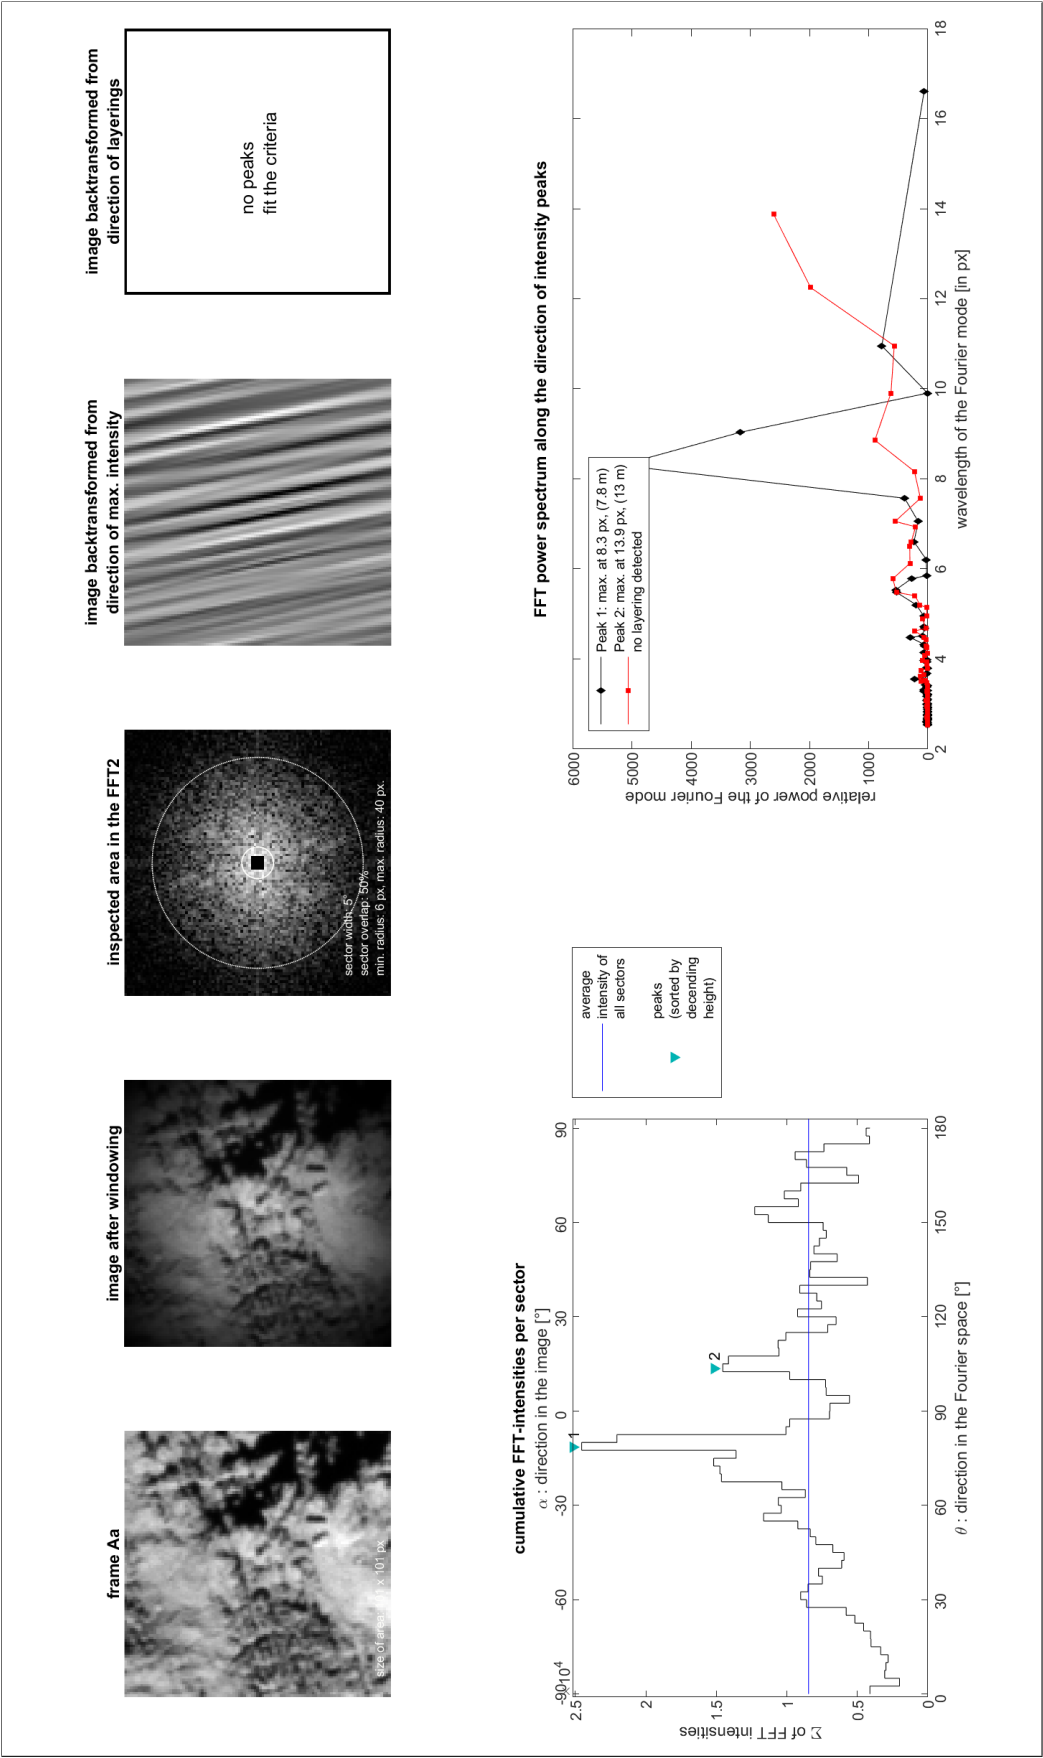 frame Aa
size of area: 101 x 101 px
image after windowing
inspected area in the FFT2
sector width: 5°
sector overlap: 50%
min. radius: 6 px, max. radius: 40 px.
image backtransformed from
direction of max. intensity
image backtransformed from
direction of layerings
no peaks
fit the criteria
cumulative FFT-intensities per sector
α : direction in the image [°]
-90 -60 -30 0 30 60 90
×10⁴
2.5
2
1.5
1
0.5
0
Σ of FFT intensities
1
2
0 30 60 90 120 150 180
θ : direction in the Fourier space [°]
average
intensity of
all sectors
peaks
(sorted by
decending
height)
FFT power spectrum along the direction of intensity peaks
6000
5000
4000
3000
2000
1000
0
relative power of the Fourier mode
Peak 1: max. at 8.3 px, (7.8 m)
Peak 2: max. at 13.9 px, (13 m)
no layering detected
2 4 6 8 10 12 14 16 18
wavelength of the Fourier mode [in px]